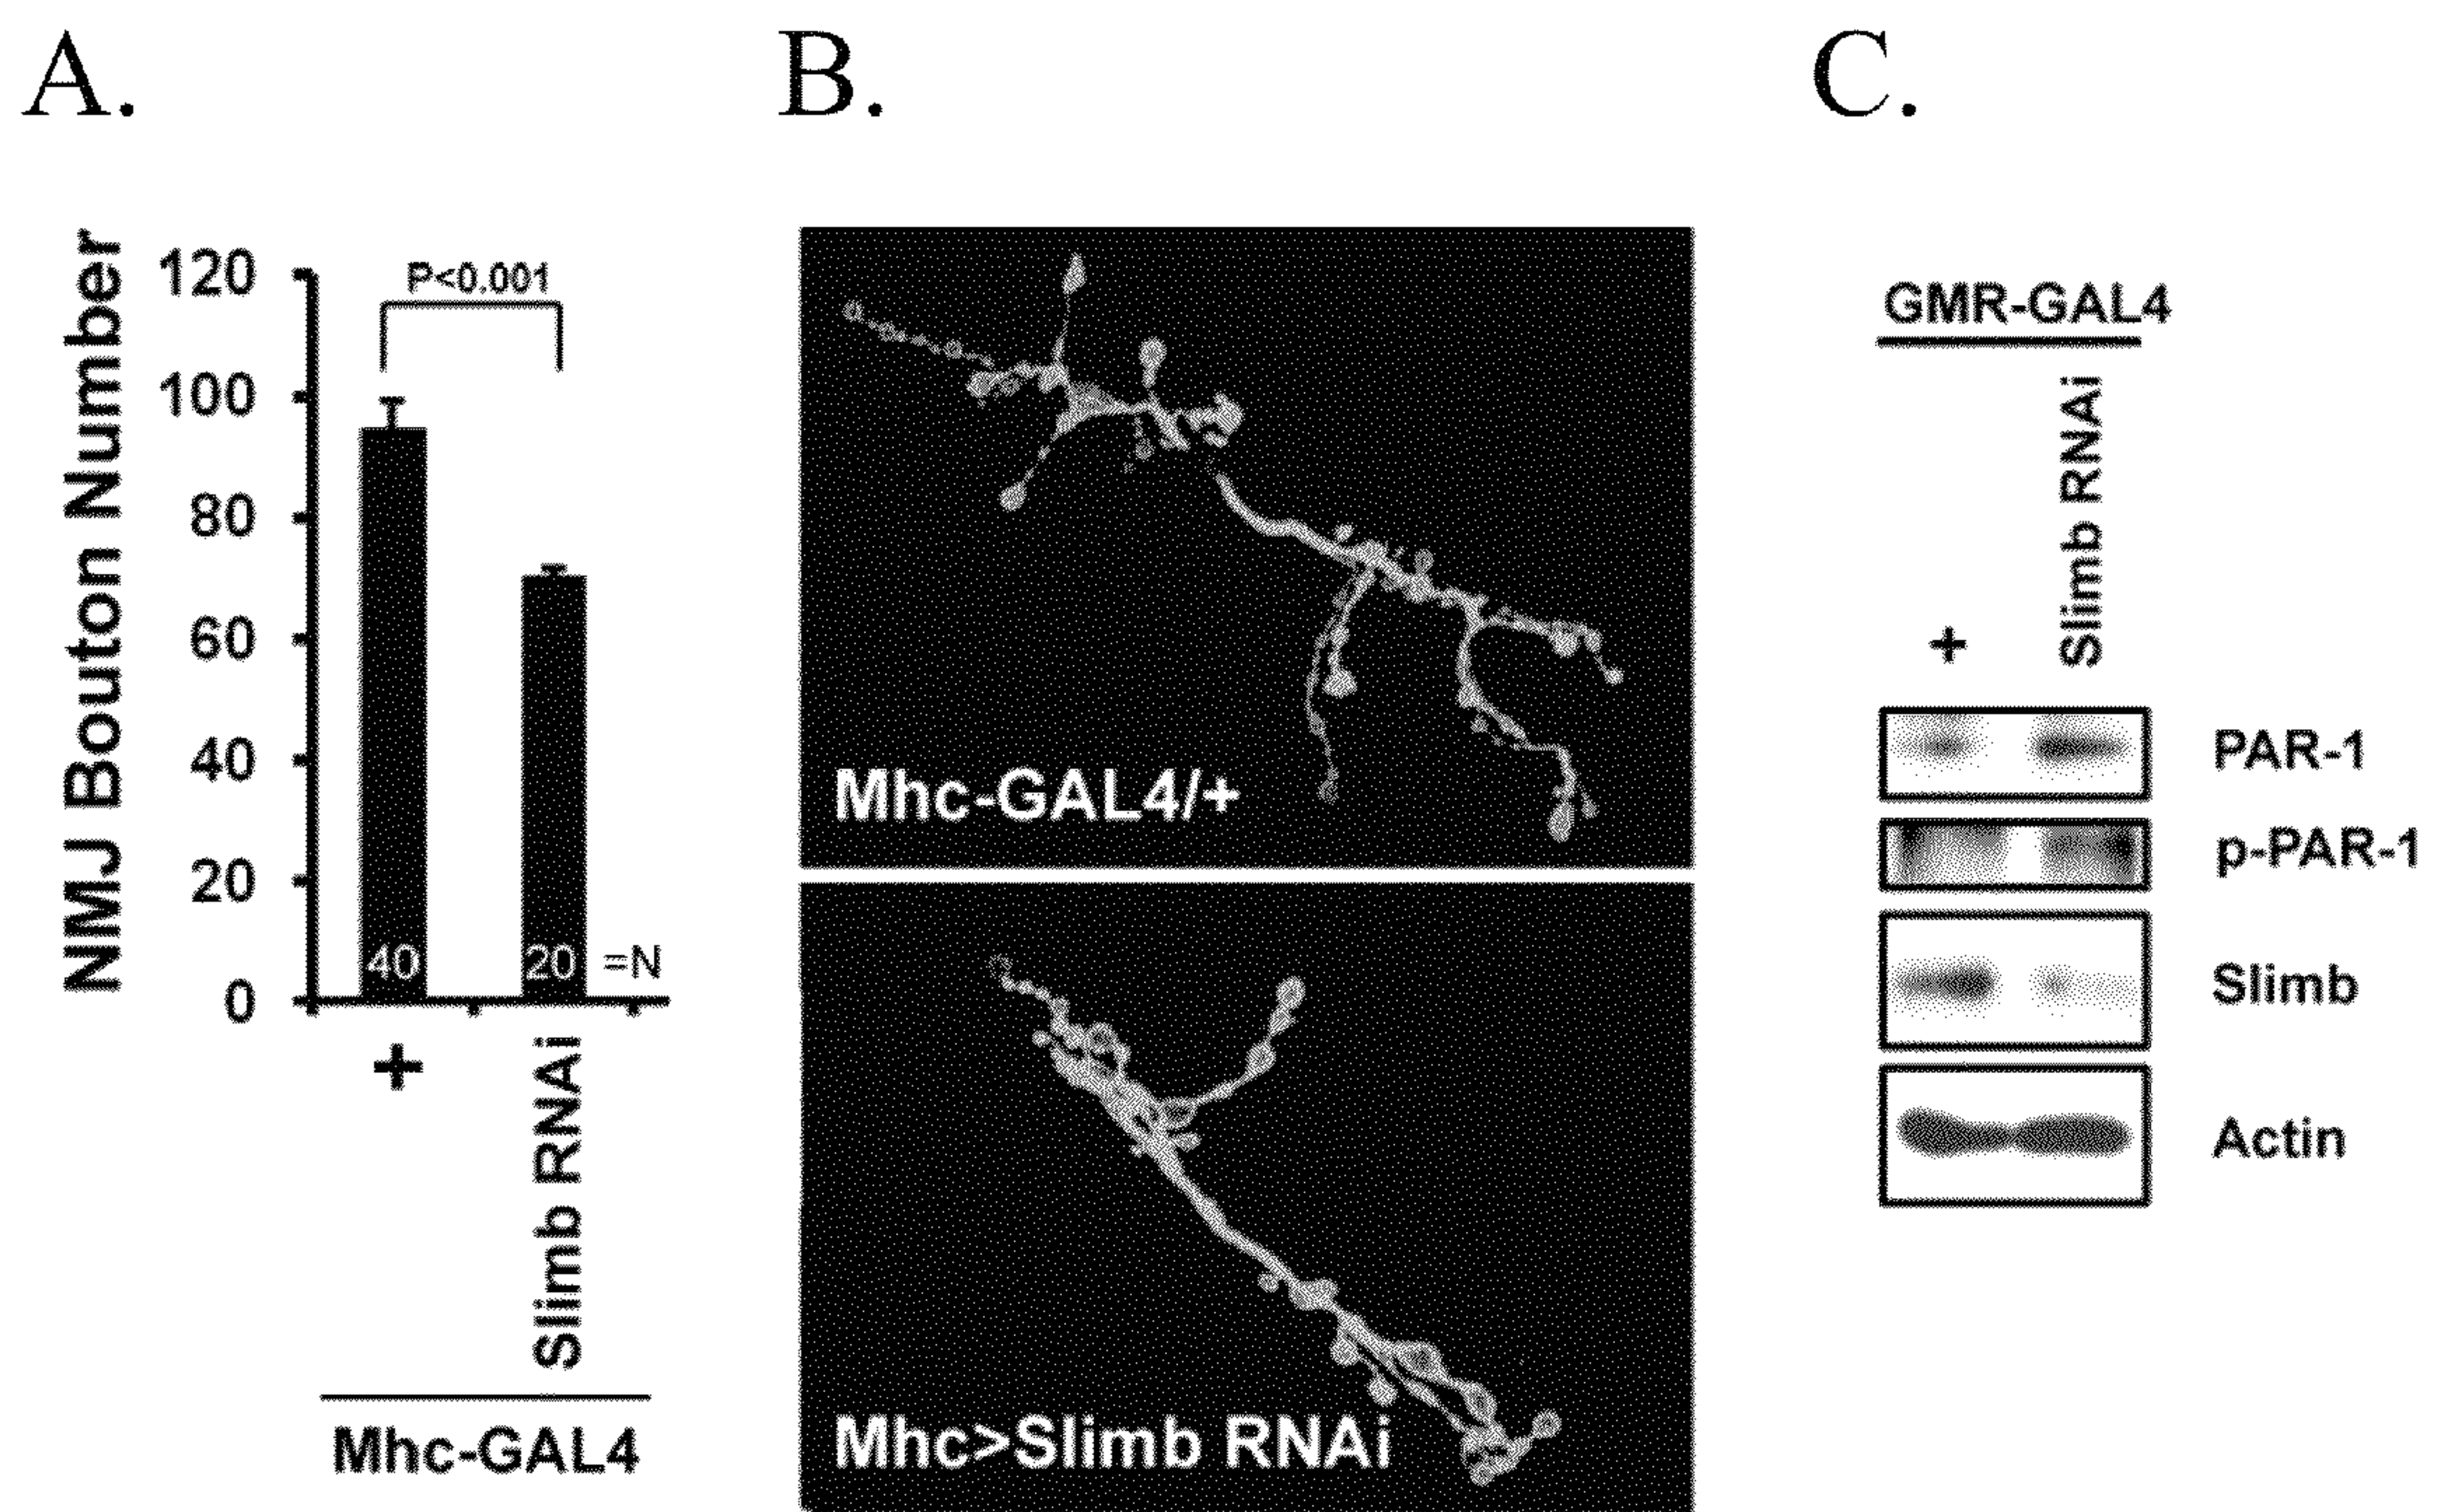 A.
NMJ Bouton Number
120
100
80
60
40
20
0
P<0.001
40
20
=N
+
Slimb RNAi
Mhc-GAL4
B.
Mhc-GAL4/+
Mhc>Slimb RNAi
C.
GMR-GAL4
+
Slimb RNAi
PAR-1
p-PAR-1
Slimb
Actin